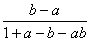 b − a
1 + a − b − ab